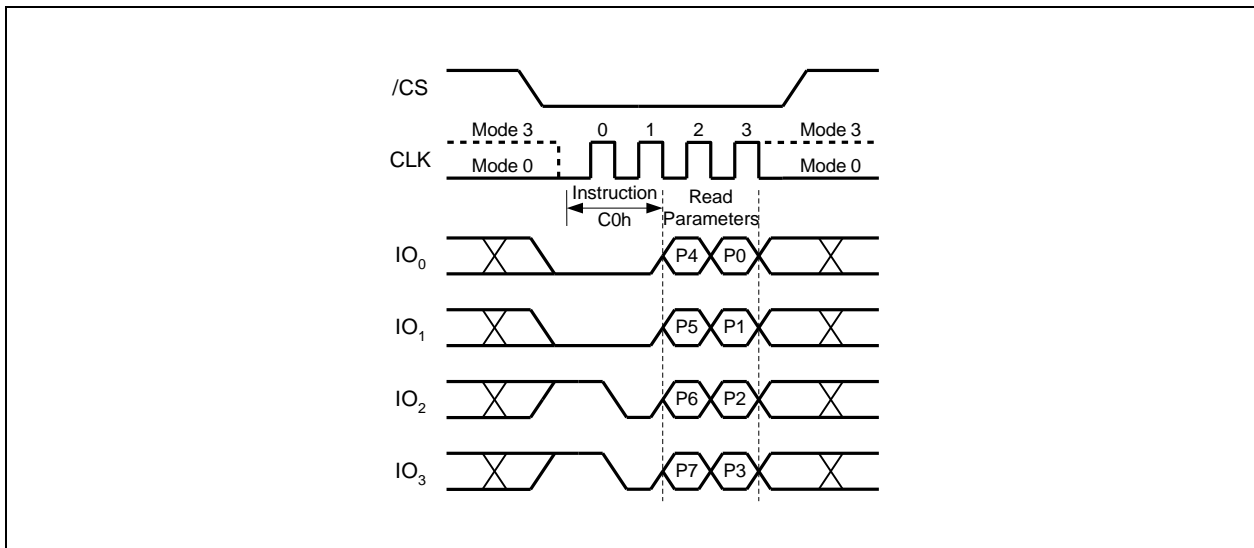 /CS
Mode 3 0 1 2 3 Mode 3
CLK
Mode 0 Mode 0
Instruction Read
C0h Parameters
IO0 P4 P0
IO1 P5 P1
IO2 P6 P2
IO3 P7 P3